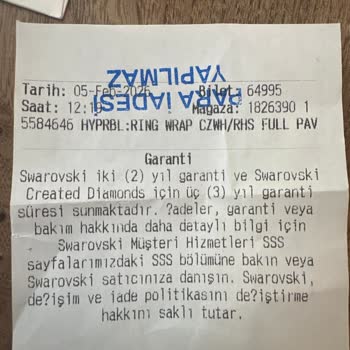 PARA İADESİ
YAPILMAZ
Tarih: 05-Feb-2026 Bilet: 64995
Saat: 12:1 Mağaza: 1826390 1
5584646 HYPRBL:RING WRAP CZWH/RHS FULL PAV
Garanti
Swarovski iki (2) yıl garanti ve Swarovski
Created Diamonds için üç (3) yıl garanti
süresi sunmaktadır. ?adeler, garanti veya
bakım hakkında daha detaylı bilgi için
Swarovski Müşteri Hizmetleri SSS
sayfalarımızdaki SSS bölümüne bakın veya
Swarovski satıcınıza danışın. Swarovski,
de?işim ve iade politikasını de?iştirme
hakkını saklı tutar.